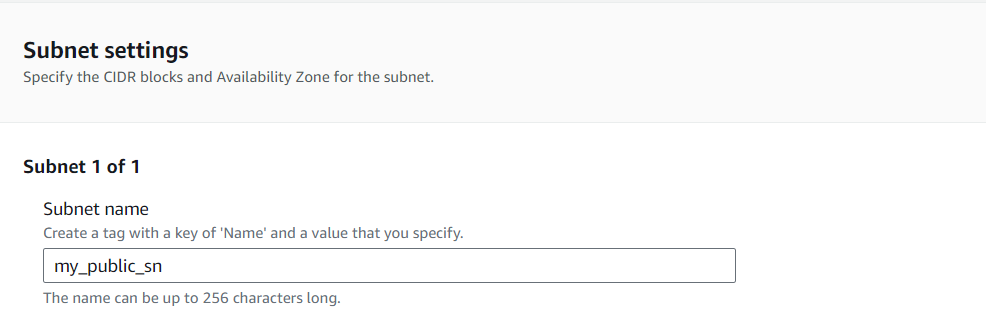 Subnet settings
Specify the CIDR blocks and Availability Zone for the subnet.
Subnet 1 of 1
Subnet name
Create a tag with a key of 'Name' and a value that you specify.
my_public_sn
The name can be up to 256 characters long.